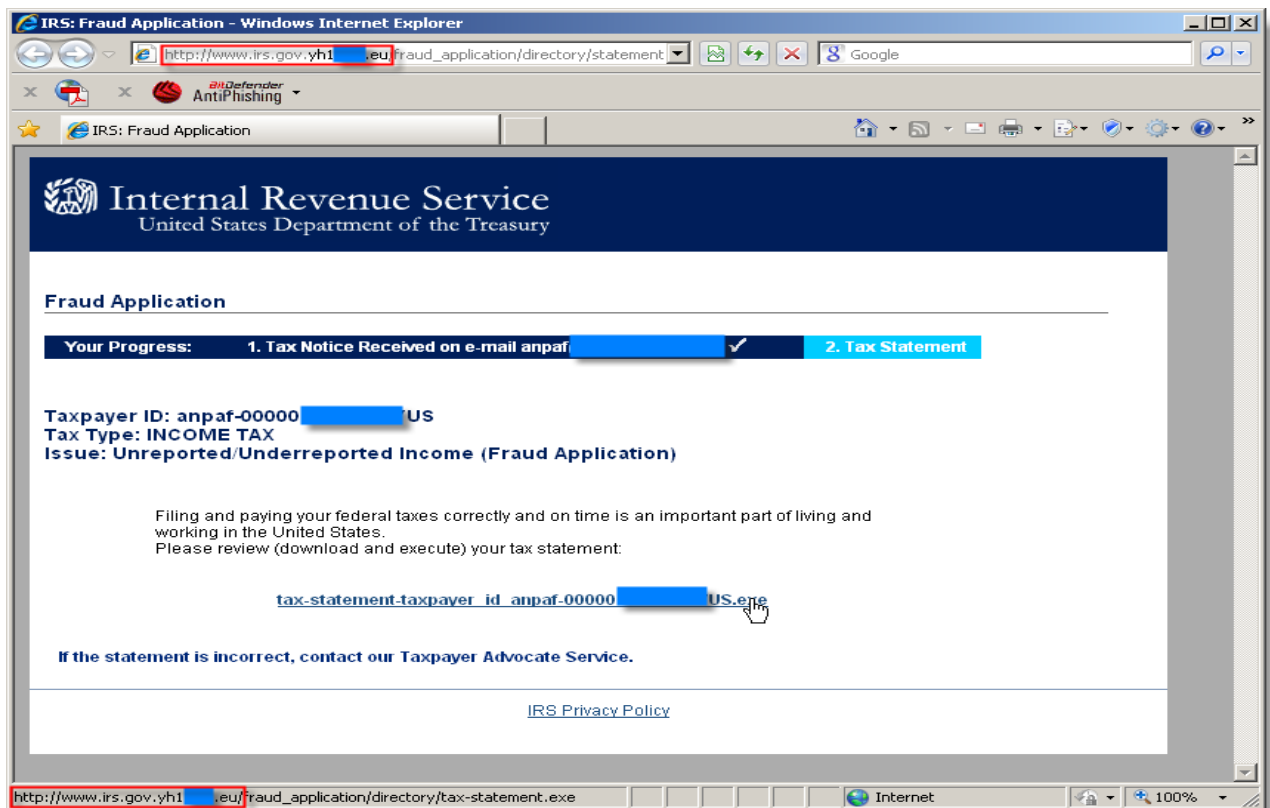 IRS: Fraud Application - Windows Internet Explorer
http://www.irs.gov.yh1 .eu/fraud_application/directory/statement Google
BitDefender
AntiPhishing
IRS: Fraud Application
Internal Revenue Service
United States Department of the Treasury
Fraud Application
Your Progress: 1. Tax Notice Received on e-mail anpaf ✓ 2. Tax Statement
Taxpayer ID: anpaf-00000 US
Tax Type: INCOME TAX
Issue: Unreported/Underreported Income (Fraud Application)
Filing and paying your federal taxes correctly and on time is an important part of living and
working in the United States.
Please review (download and execute) your tax statement:
tax-statement-taxpayer_id_anpaf-00000 US.exe
If the statement is incorrect, contact our Taxpayer Advocate Service.
IRS Privacy Policy
http://www.irs.gov.yh1 .eu/fraud_application/directory/tax-statement.exe Internet 100%